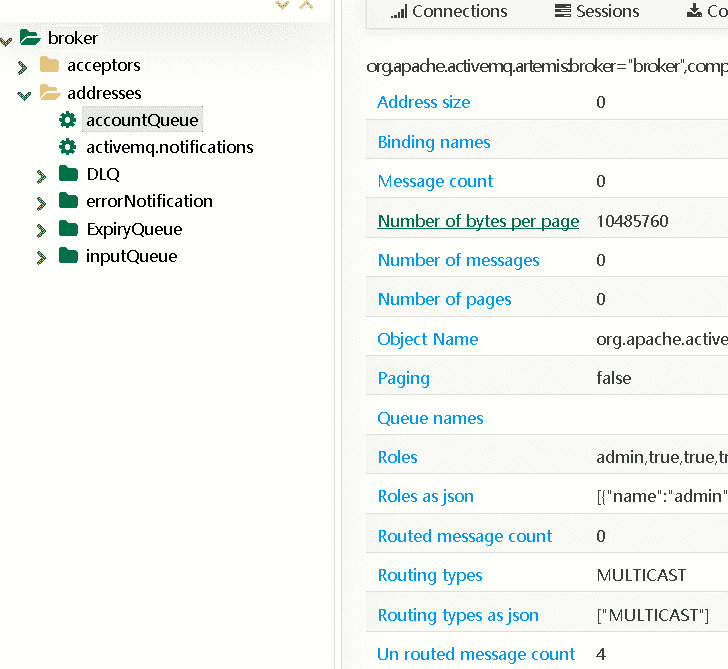 Connections Sessions Co
broker
acceptors
addresses
accountQueue
activemq.notifications
DLQ
errorNotification
ExpiryQueue
inputQueue
org.apache.activemq.artemis:broker="broker",comp
Address size 0
Binding names
Message count 0
Number of bytes per page 10485760
Number of messages 0
Number of pages 0
Object Name org.apache.active
Paging false
Queue names
Roles admin,true,true,tr
Roles as json [{"name":"admin"
Routed message count 0
Routing types MULTICAST
Routing types as json ["MULTICAST"]
Un routed message count 4